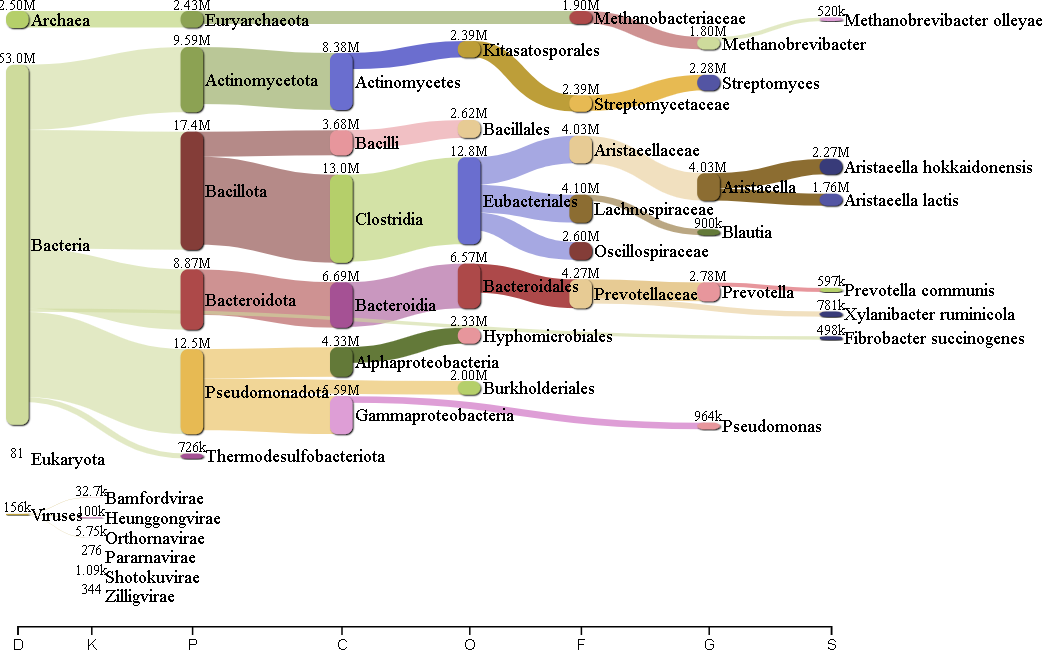 2.50M Archaea
2.43M Euryarchaeota
1.90M Methanobacteriaceae
1.80M Methanobrevibacter
520k Methanobrevibacter olleyae
53.0M Bacteria
9.59M Actinomycetota
8.38M Actinomycetes
2.39M Kitasatosporales
2.39M Streptomycetaceae
2.28M Streptomyces
17.4M Bacillota
3.68M Bacilli
2.62M Bacillales
13.0M Clostridia
12.8M Eubacteriales
4.03M Aristaeellaceae
4.03M Aristaeella
2.27M Aristaeella hokkaidonensis
1.76M Aristaeella lactis
4.10M Lachnospiraceae
900k Blautia
2.60M Oscillospiraceae
8.87M Bacteroidota
6.69M Bacteroidia
6.57M Bacteroidales
4.27M Prevotellaceae
2.78M Prevotella
597k Prevotella communis
781k Xylanibacter ruminicola
498k Fibrobacter succinogenes
12.5M Pseudomonadota
4.33M Alphaproteobacteria
2.33M Hyphomicrobiales
2.00M Burkholderiales
.59M Gammaproteobacteria
964k Pseudomonas
726k Thermodesulfobacteriota
81 Eukaryota
156k Viruses
32.7k Bamfordvirae
100k Heunggongvirae
5.75k Orthornavirae
276 Pararnavirae
1.09k Shotokuvirae
344 Zilligvirae
D K P C O F G S